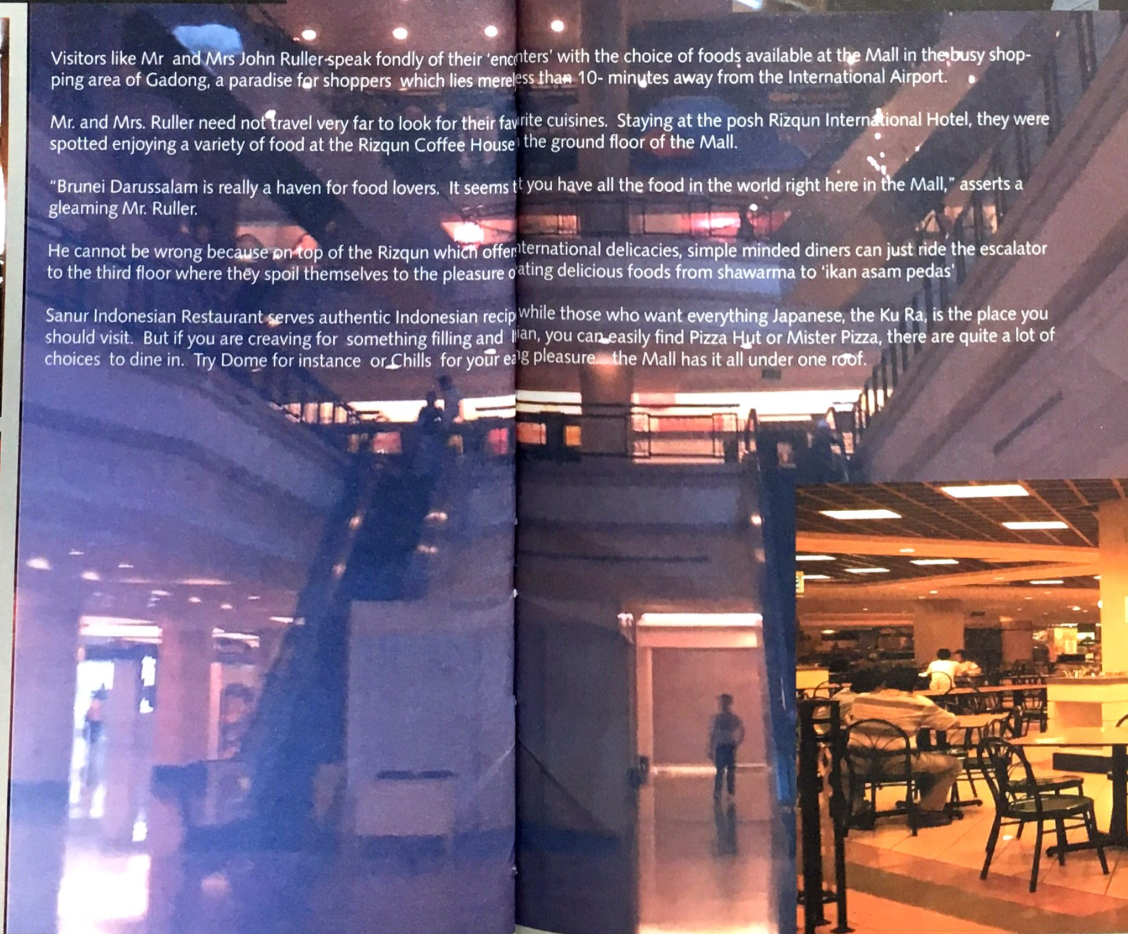 Visitors like Mr and Mrs John Ruller speak fondly of their 'enc nters' with the choice of foods available at the Mall in the busy shop-
ping area of Gadong, a paradise for shoppers which lies mere ess than 10- minutes away from the International Airport.
Mr. and Mrs. Ruller need not travel very far to look for their fav rite cuisines. Staying at the posh Rizqun International Hotel, they were
spotted enjoying a variety of food at the Rizqun Coffee House the ground floor of the Mall.
"Brunei Darussalam is really a haven for food lovers. It seems t t you have all the food in the world right here in the Mall," asserts a
gleaming Mr. Ruller.
He cannot be wrong because on top of the Rizqun which offer nternational delicacies, simple minded diners can just ride the escalator
to the third floor where they spoil themselves to the pleasure o ating delicious foods from shawarma to 'ikan asam pedas'
Sanur Indonesian Restaurant serves authentic Indonesian recip while those who want everything Japanese, the Ku Ra, is the place you
should visit. But if you are creaving for something filling and lian, you can easily find Pizza Hut or Mister Pizza, there are quite a lot of
choices to dine in. Try Dome for instance or Chills for your ea g pleasure the Mall has it all under one roof.